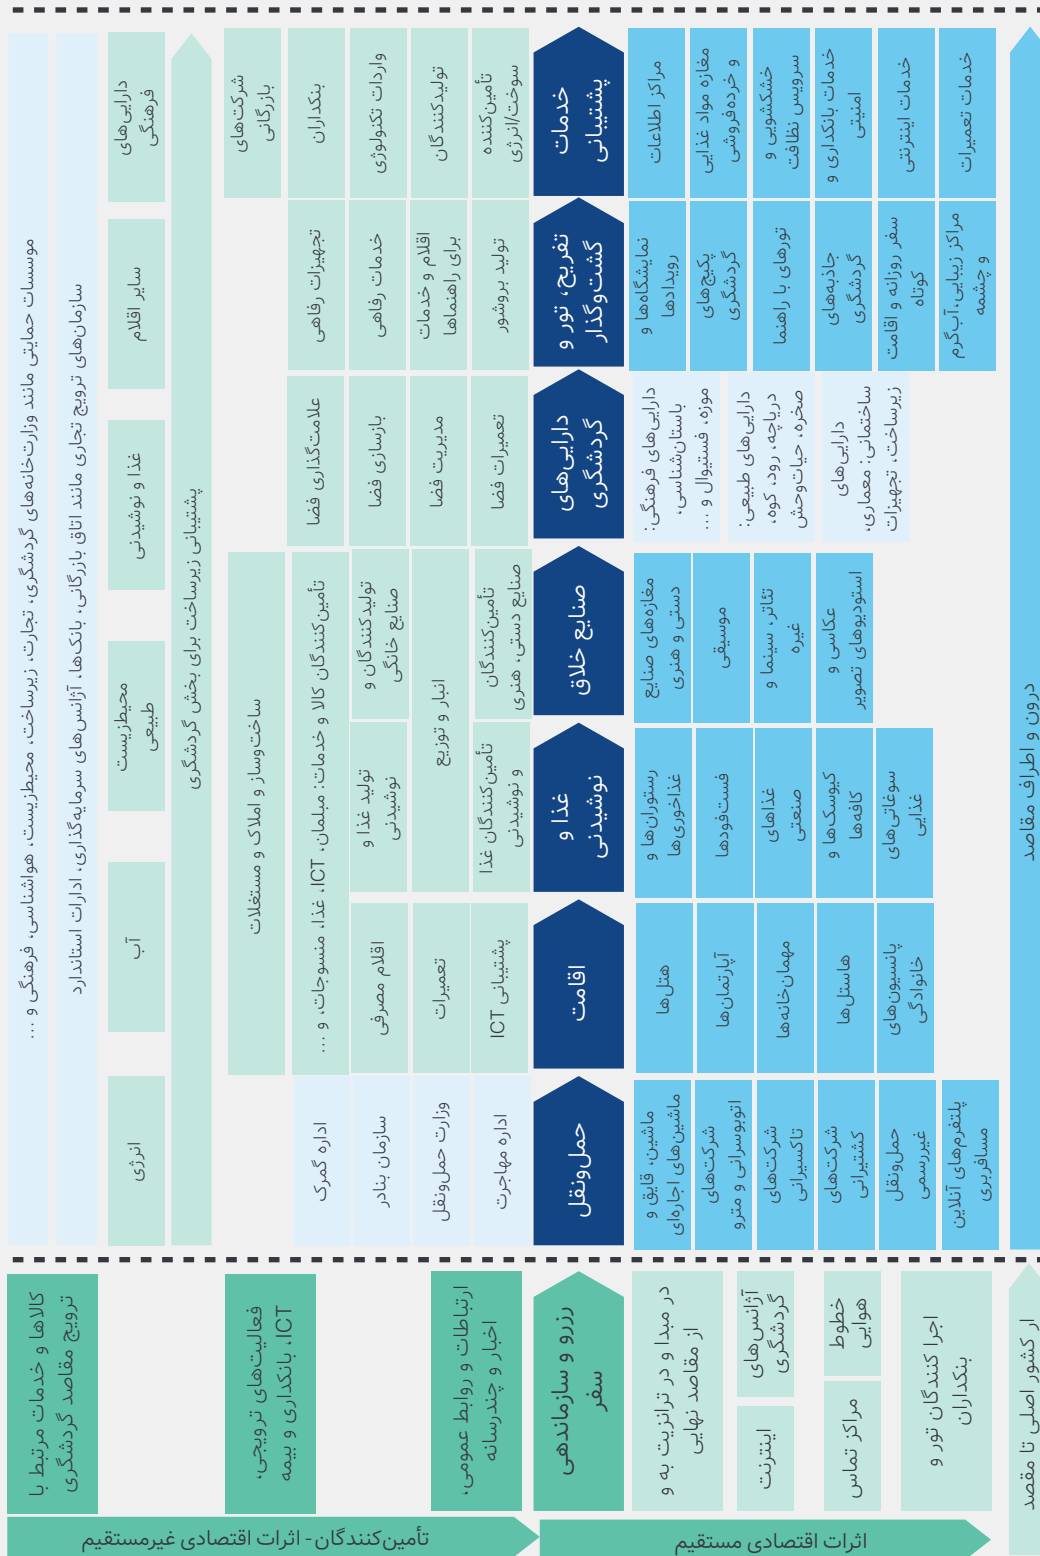 کالاها و خدمات مرتبط با
ترویج مقاصد گردشگری
فعالیت‌های ترویجی،
ICT، بانکداری و بیمه
ارتباطات و روابط عمومی،
اخبار و چندرسانه
رزرو و سازماندهی
سفر
در مبدا و در ترانزیت به و
از مقاصد نهایی
آژانس‌های
گردشگری
اینترنت
خطوط
هوایی
مراکز تماس
اجرا کنندگان تور و
بنکداران
از کشور اصلی تا مقصد
تأمین‌کنندگان - اثرات اقتصادی غیرمستقیم
اثرات اقتصادی مستقیم
موسسات حمایتی مانند وزارت‌خانه‌های گردشگری، تجارت، زیرساخت، محیط‌زیست، هواشناسی، فرهنگی و ...
سازمان‌های ترویج تجاری مانند اتاق بازرگانی، بانک‌ها، آژانس‌های سرمایه‌گذاری، ادارات استاندارد
انرژی
آب
محیط‌زیست
طبیعی
غذا و نوشیدنی
سایر اقلام
دارایی‌های
فرهنگی
پشتیبانی زیرساخت برای بخش گردشگری
ساخت‌وساز و املاک و مستغلات
شرکت‌های
بازرگانی
اداره گمرک
سازمان بنادر
وزارت حمل‌ونقل
اداره مهاجرت
حمل‌ونقل
ماشین، قایق و
ماشین‌های اجاره‌ای
شرکت‌های
اتوبوسرانی و مترو
شرکت‌های
تاکسیرانی
شرکت‌های
کشتیرانی
حمل‌ونقل
غیررسمی
پلتفرم‌های آنلاین
مسافربری
تأمین‌کنندگان کالا و خدمات: مبلمان، ICT، غذا، منسوجات، و ...
اقلام مصرفی
تعمیرات
پشتیبانی ICT
اقامت
هتل‌ها
آپارتمان‌ها
مهمان‌خانه‌ها
هاستل‌ها
پانسیون‌های
خانوادگی
تولید غذا و
نوشیدنی
انبار و توزیع
تأمین‌کنندگان غذا
و نوشیدنی
غذا و
نوشیدنی
رستوران‌ها و
غذاخوری‌ها
فست‌فودها
غذاهای
صنعتی
کیوسک‌ها و
کافه‌ها
سوغاتی‌های
غذایی
تولیدکنندگان و
صنایع خانگی
تأمین‌کنندگان
صنایع دستی، هنری
صنایع خلاق
مغازه‌های صنایع
دستی و هنری
موسیقی
تئاتر، سینما و
غیره
عکاسی و
استودیوهای تصویر
علامت‌گذاری فضا
بازسازی فضا
مدیریت فضا
تعمیرات فضا
دارایی‌های
گردشگری
دارایی‌های فرهنگی:
باستان‌شناسی،
موزه، فستیوال و ...
دارایی‌های طبیعی:
دریاچه، رود، کوه،
صخره، حیات‌وحش
دارایی‌های
ساختمانی: معماری،
زیرساخت، تجهیزات
تجهیزات رفاهی
خدمات رفاهی
اقلام و خدمات
برای راهنماها
تولید بروشور
تفریح، تور و
گشت‌وگذار
نمایشگاه‌ها و
رویدادها
پکیج‌های
گردشگری
تورهای با راهنما
جاذبه‌های
گردشگری
سفر روزانه و اقامت
کوتاه
مراکز زیبایی،آب‌گرم
و چشمه
بنکداران
واردات تکنولوژی
تولیدکنندگان
تأمین‌کننده
سوخت/انرژی
خدمات
پشتیبانی
مراکز اطلاعات
مغازه مواد غذایی
و خرده‌فروشی
خشکشویی و
سرویس نظافت
خدمات بانکداری و
امنیتی
خدمات اینترنتی
خدمات تعمیرات
درون و اطراف مقاصد